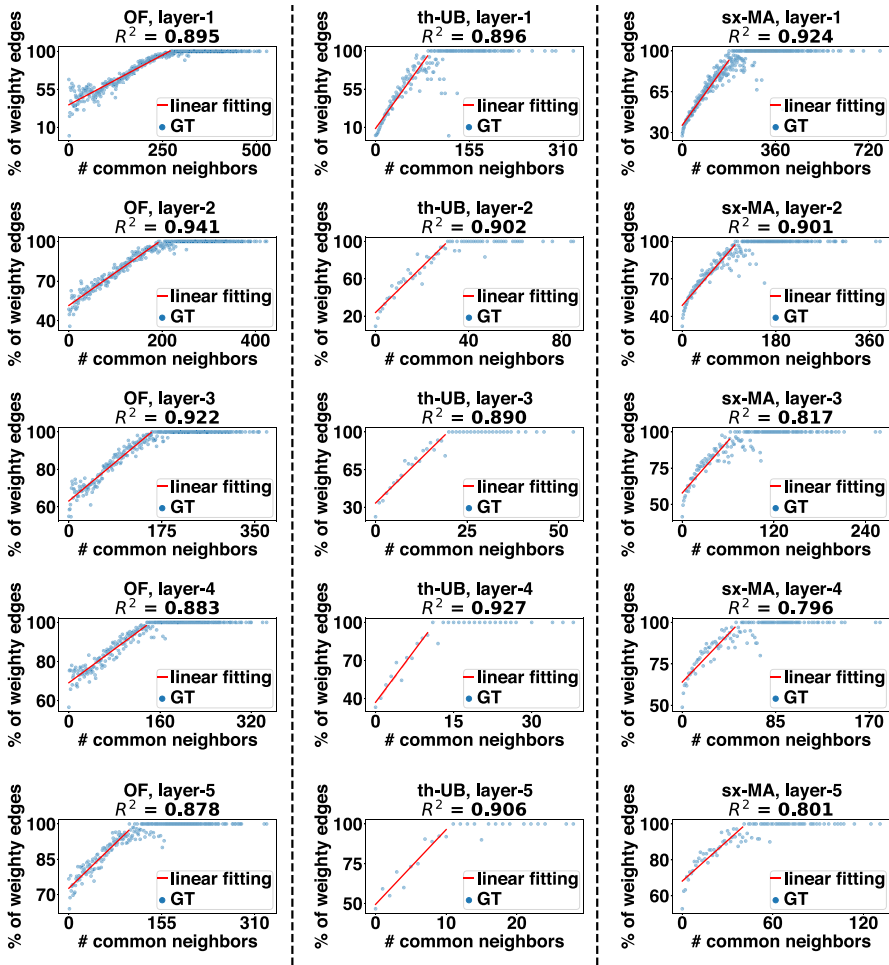 OF, layer-1
R² = 0.895
% of weighty edges
100
55
10
linear fitting
GT
0
250
500
# common neighbors
th-UB, layer-1
R² = 0.896
% of weighty edges
100
55
10
linear fitting
GT
0
155
310
# common neighbors
sx-MA, layer-1
R² = 0.924
% of weighty edges
100
65
30
linear fitting
GT
0
360
720
# common neighbors
OF, layer-2
R² = 0.941
% of weighty edges
100
70
40
linear fitting
GT
0
200
400
# common neighbors
th-UB, layer-2
R² = 0.902
% of weighty edges
100
60
20
linear fitting
GT
0
40
80
# common neighbors
sx-MA, layer-2
R² = 0.901
% of weighty edges
100
70
40
linear fitting
GT
0
180
360
# common neighbors
OF, layer-3
R² = 0.922
% of weighty edges
100
80
60
linear fitting
GT
0
175
350
# common neighbors
th-UB, layer-3
R² = 0.890
% of weighty edges
100
65
30
linear fitting
GT
0
25
50
# common neighbors
sx-MA, layer-3
R² = 0.817
% of weighty edges
100
75
50
linear fitting
GT
0
120
240
# common neighbors
OF, layer-4
R² = 0.883
% of weighty edges
100
80
60
linear fitting
GT
0
160
320
# common neighbors
th-UB, layer-4
R² = 0.927
% of weighty edges
100
70
40
linear fitting
GT
0
15
30
# common neighbors
sx-MA, layer-4
R² = 0.796
% of weighty edges
100
75
50
linear fitting
GT
0
85
170
# common neighbors
OF, layer-5
R² = 0.878
% of weighty edges
100
85
70
linear fitting
GT
0
155
310
# common neighbors
th-UB, layer-5
R² = 0.906
% of weighty edges
100
75
50
linear fitting
GT
0
10
20
# common neighbors
sx-MA, layer-5
R² = 0.801
% of weighty edges
100
80
60
linear fitting
GT
0
60
120
# common neighbors